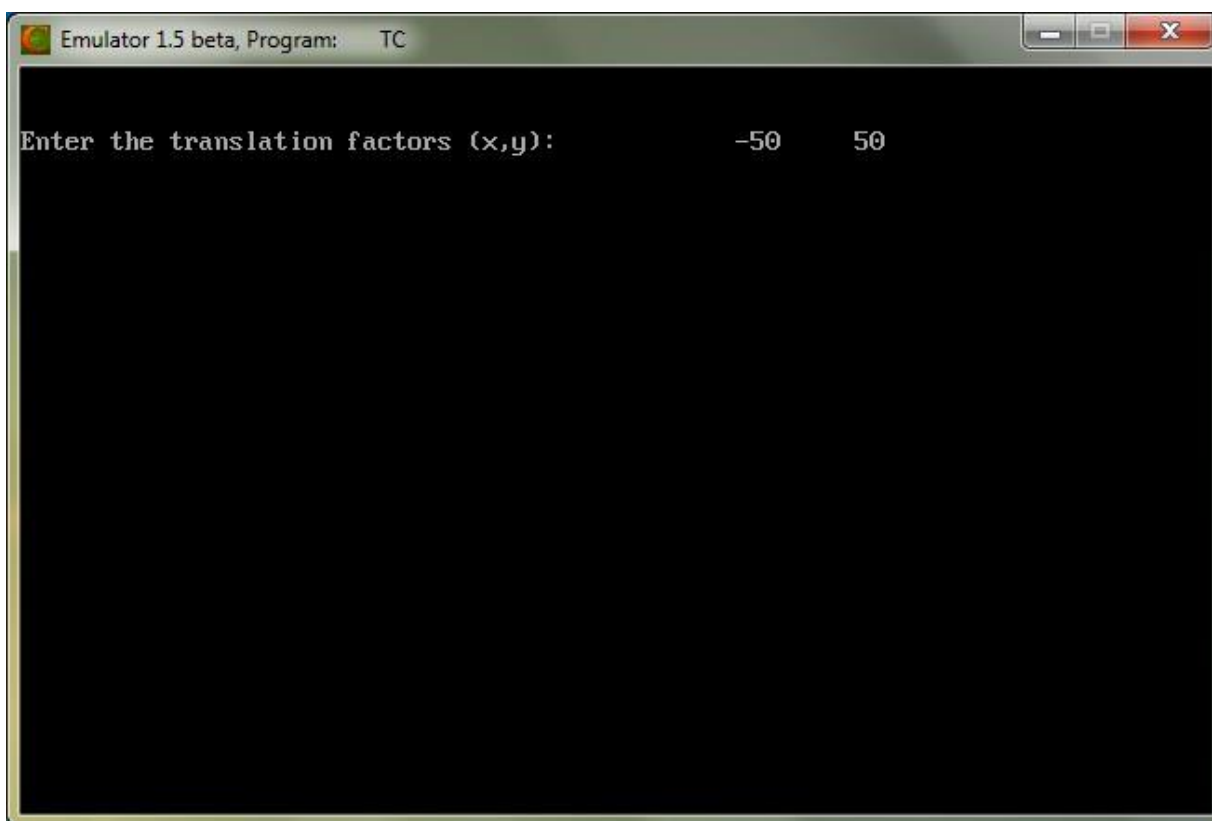 Emulator 1.5 beta, Program: TC
Enter the translation factors (x,y): -50 50